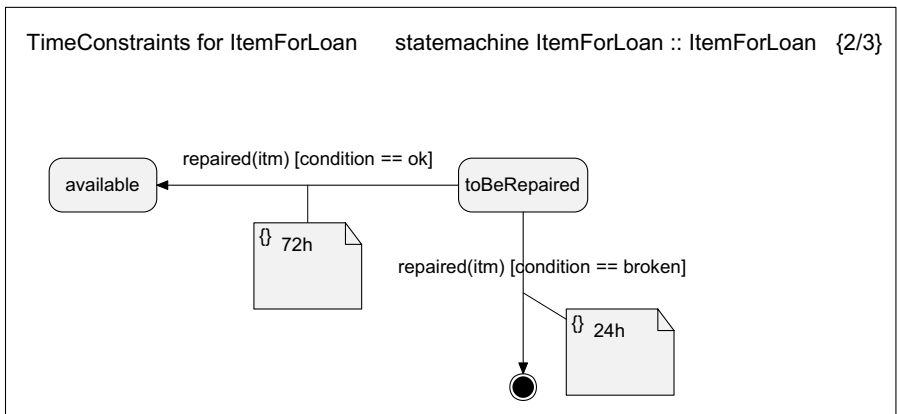 TimeConstraints for ItemForLoan statemachine ItemForLoan :: ItemForLoan {2/3}
repaired(itm) [condition == ok]
available
toBeRepaired
{} 72h
repaired(itm) [condition == broken]
{} 24h